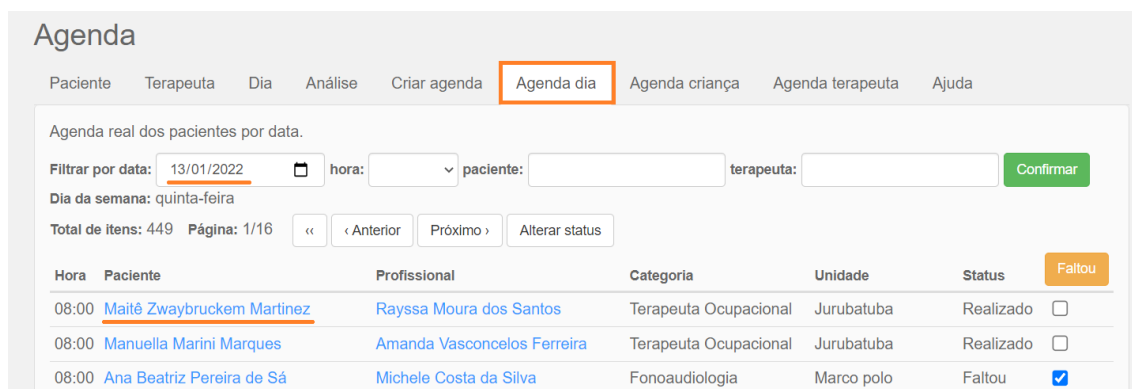 Agenda
Paciente Terapeuta Dia Análise Criar agenda Agenda dia Agenda criança Agenda terapeuta Ajuda
Agenda real dos pacientes por data.
Filtrar por data: 13/01/2022 hora: paciente: terapeuta: Confirmar
Dia da semana: quinta-feira
Total de itens: 449 Página: 1/16 ‹‹ ‹ Anterior Próximo › Alterar status
Hora Paciente Profissional Categoria Unidade Status Faltou
08:00 Maitê Zwaybruckem Martinez Rayssa Moura dos Santos Terapeuta Ocupacional Jurubatuba Realizado
08:00 Manuella Marini Marques Amanda Vasconcelos Ferreira Terapeuta Ocupacional Jurubatuba Realizado
08:00 Ana Beatriz Pereira de Sá Michele Costa da Silva Fonoaudiologia Marco polo Faltou